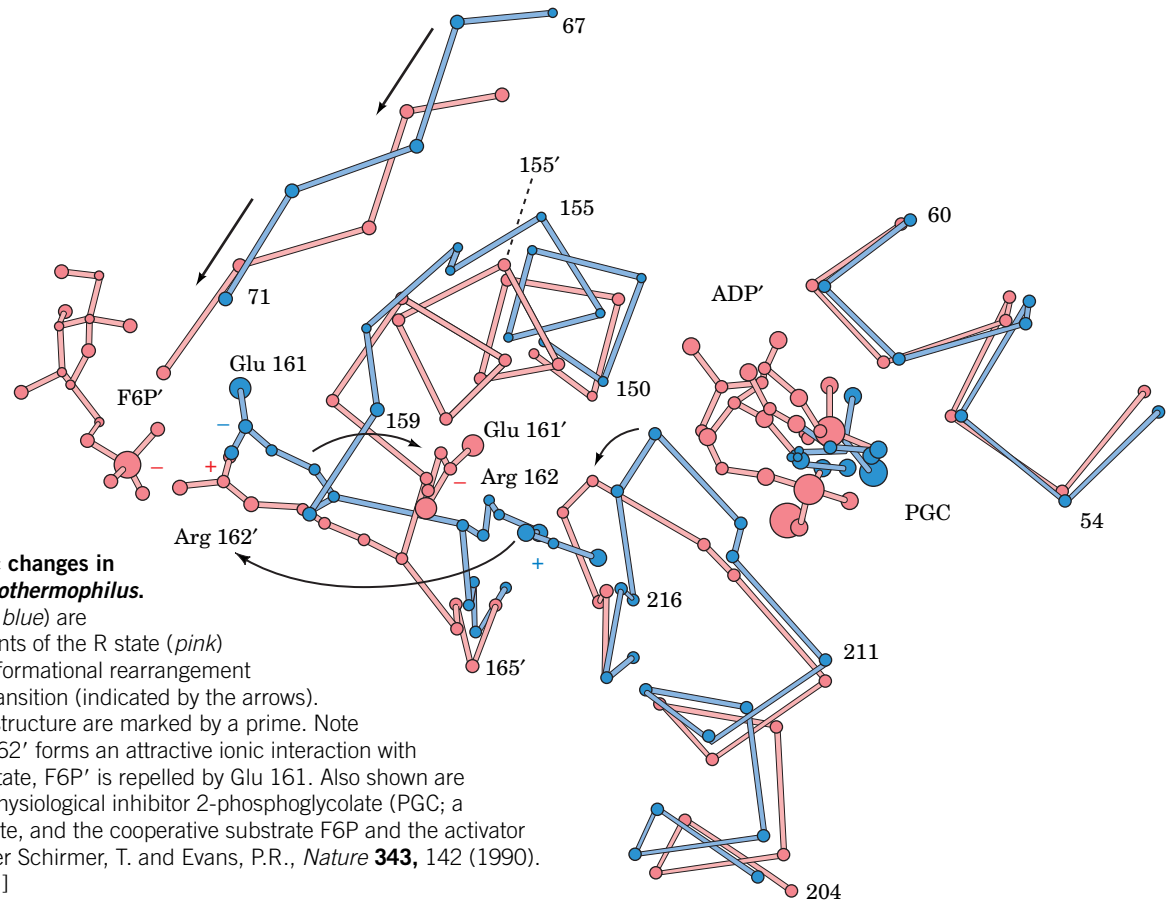 67
155′
155
60
ADP′
71
F6P′
Glu 161
150
159
Glu 161′
−
+
−
−
Arg 162
PGC
54
Arg 162′
+
216
211
165′
changes in
othermophilus.
blue) are
nts of the R state (pink)
formational rearrangement
ansition (indicated by the arrows).
structure are marked by a prime. Note
62′ forms an attractive ionic interaction with
tate, F6P′ is repelled by Glu 161. Also shown are
hysiological inhibitor 2-phosphoglycolate (PGC; a
te, and the cooperative substrate F6P and the activator
er Schirmer, T. and Evans, P.R., Nature 343, 142 (1990).
]
204